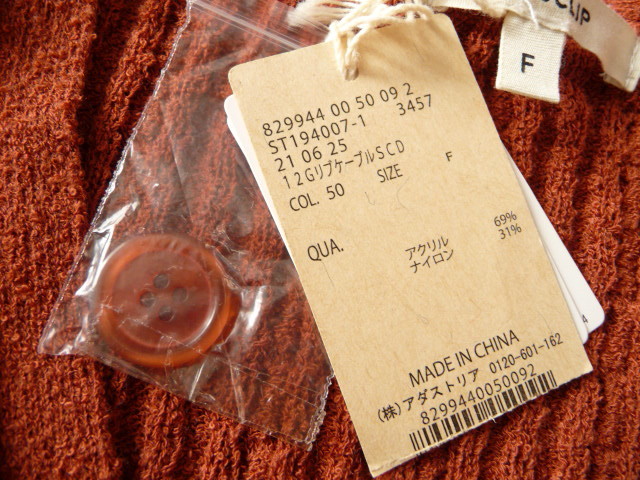 CLIP
F
829944 00 50 09 2
ST194007-1 3457
21 06 25
12GリブケーブルSCD
COL. 50 SIZE F
QUA. アクリル 69%
ナイロン 31%
MADE IN CHINA
(株)アダストリア 0120-601-162
8299440050092
4